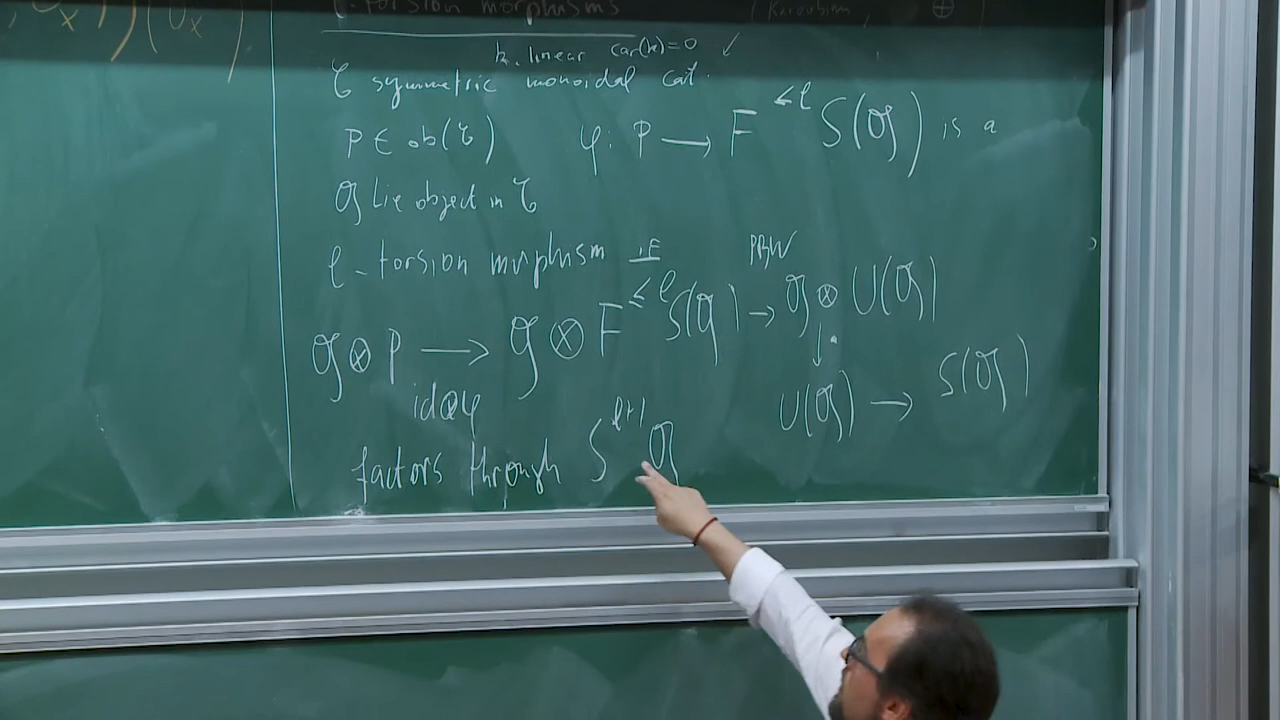 ℓ-torsion morphisms (Karoubian, ⊕)
k-linear car(k)=0 ✓
𝒞 symmetric monoidal cat.
P ∈ ob(𝒞) φ: P → F^{≤ℓ} S(𝔤) is a
𝔤 Lie object in 𝒞
ℓ-torsion morphism if PBW
𝔤⊗P → 𝔤⊗F^{≤ℓ}S(𝔤) → 𝔤⊗U(𝔤)
id⊗φ ↓ U(𝔤) → S(𝔤)
factors through S^{ℓ+1}𝔤